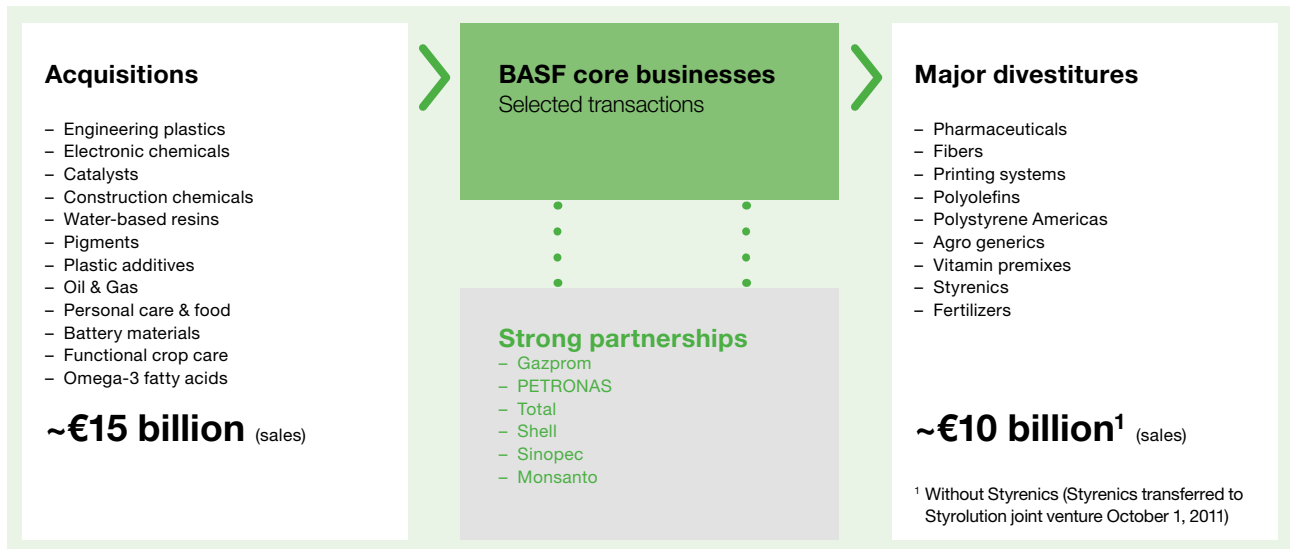 Acquisitions
– Engineering plastics
– Electronic chemicals
– Catalysts
– Construction chemicals
– Water-based resins
– Pigments
– Plastic additives
– Oil & Gas
– Personal care & food
– Battery materials
– Functional crop care
– Omega-3 fatty acids
~€15 billion (sales)
BASF core businesses
Selected transactions
Strong partnerships
– Gazprom
– PETRONAS
– Total
– Shell
– Sinopec
– Monsanto
Major divestitures
– Pharmaceuticals
– Fibers
– Printing systems
– Polyolefins
– Polystyrene Americas
– Agro generics
– Vitamin premixes
– Styrenics
– Fertilizers
~€10 billion¹ (sales)
¹ Without Styrenics (Styrenics transferred to
Styrolution joint venture October 1, 2011)